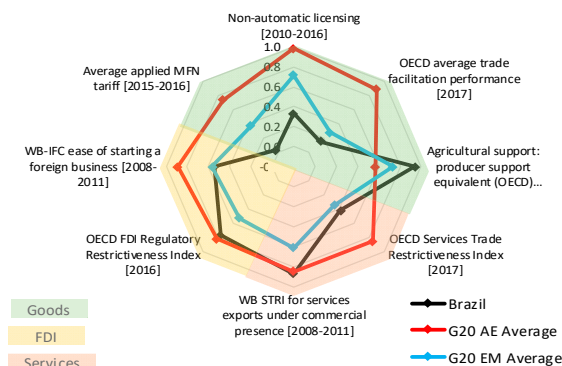 Non-automatic licensing
[2010-2016]
OECD average trade
facilitation performance
[2017]
Agricultural support:
producer support
equivalent (OECD)...
OECD Services Trade
Restrictiveness Index
[2017]
WB STRI for services
exports under commercial
presence [2008-2011]
OECD FDI Regulatory
Restrictiveness Index
[2016]
WB-IFC ease of starting a
foreign business [2008-
2011]
Average applied MFN
tariff [2015-2016]
1.0
0.8
0.6
0.4
0.2
-C
Goods
FDI
Services
Brazil
G20 AE Average
G20 EM Average